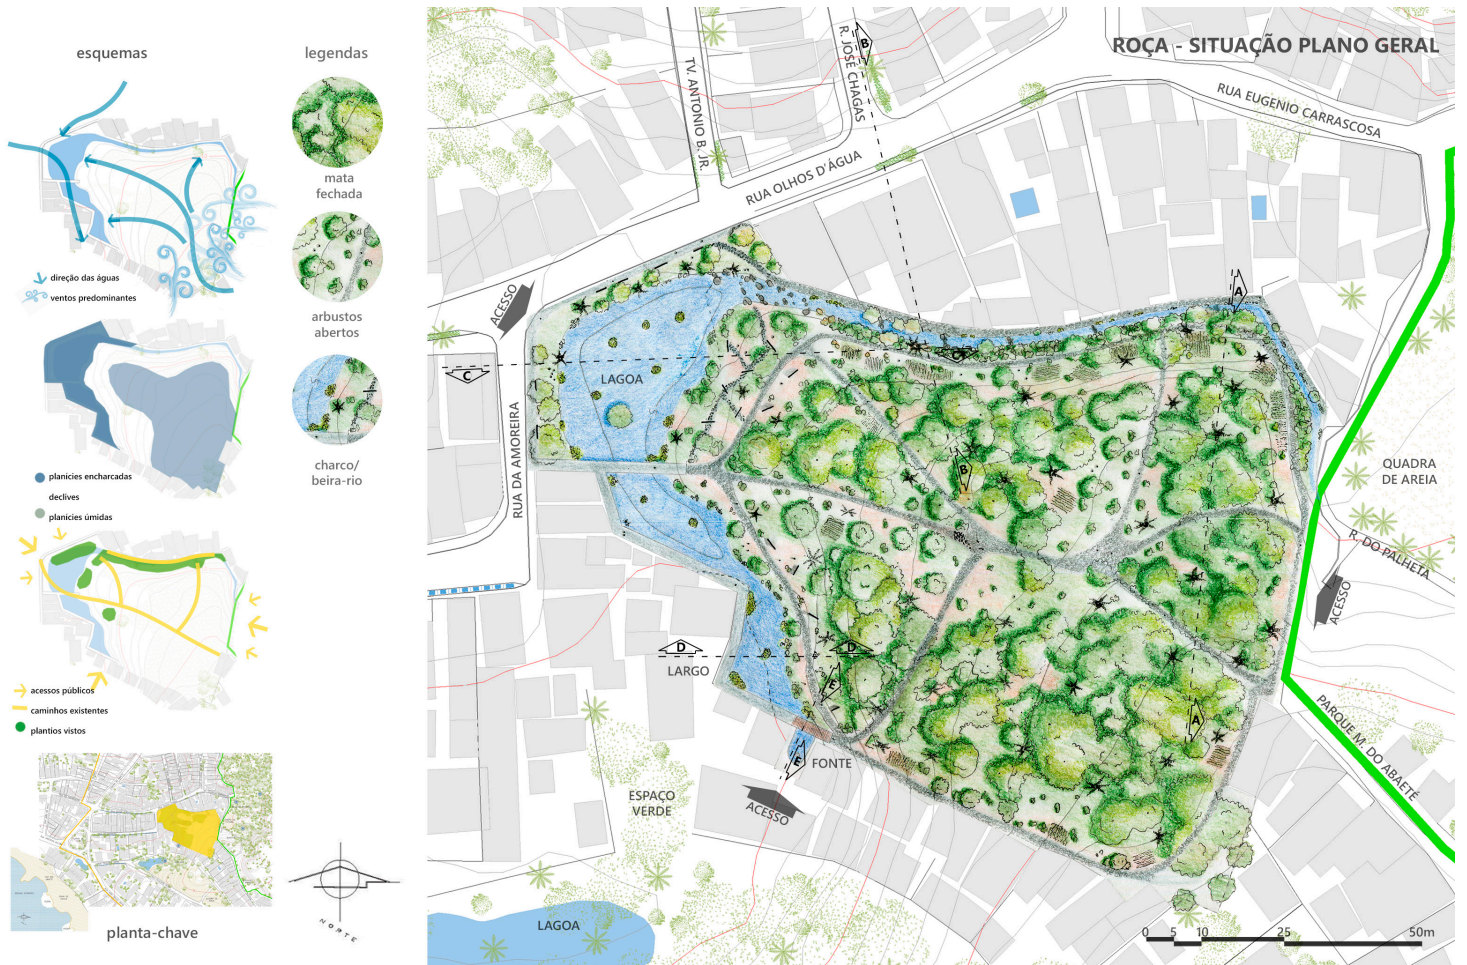 esquemas
direção das águas
ventos predominantes
planícies encharcadas
declives
planícies úmidas
acessos públicos
caminhos existentes
plantios vistos
planta-chave
legendas
mata
fechada
arbustos
abertos
charco/
beira-rio
NORTE
ROÇA - SITUAÇÃO PLANO GERAL
B
R. JOSÉ CHAGAS
TV. ANTONIO B. JR.
RUA EUGENIO CARRASCOSA
RUA OLHOS D'ÁGUA
ACESSO
A
C
C
LAGOA
RUA DA AMOREIRA
B
QUADRA
DE AREIA
R. DO PALHETA
ACESSO
D
D
LARGO
E
A
PARQUE M. DO ABAETÉ
E
FONTE
ESPAÇO
VERDE
ACESSO
LAGOA
0 5 10 25 50m